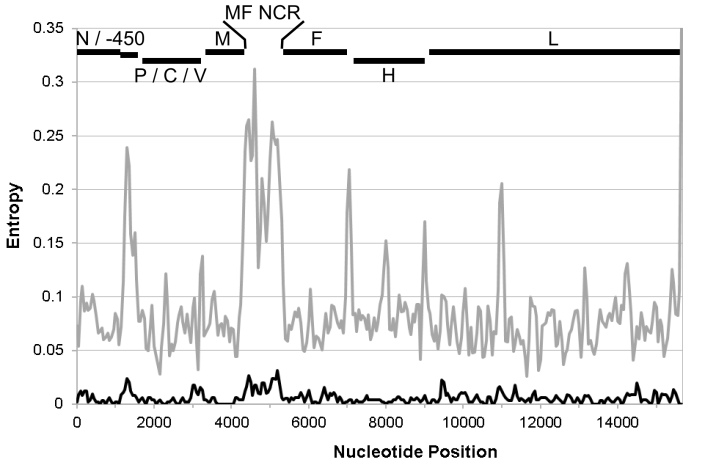 MF NCR
0.35
N / -450
M
F
L
P / C / V
H
0.3
0.25
0.2
0.15
0.1
0.05
0
Entropy
0 2000 4000 6000 8000 10000 12000 14000
Nucleotide Position